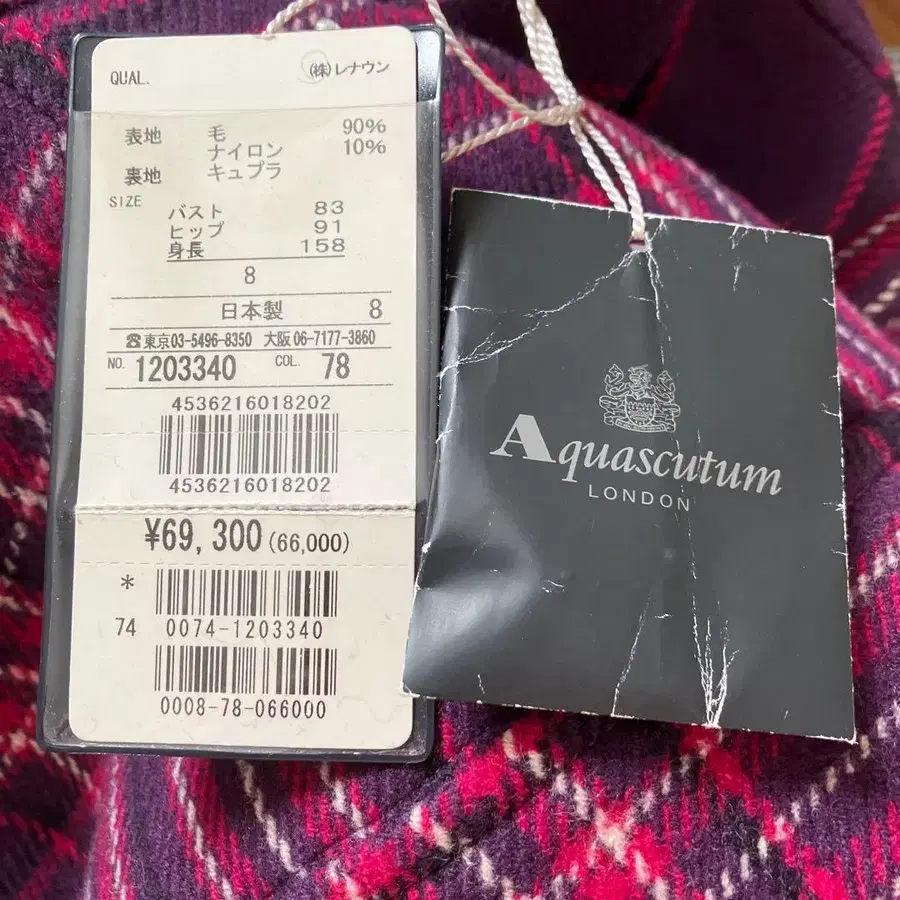 QUAL. ㈱レナウン
表地 毛 90%
ナイロン 10%
裏地 キュプラ
SIZE
バスト 83
ヒップ 91
身長 158
8
日本製 8
☎東京03-5496-8350 大阪06-7177-3860
NO. 1203340 COL. 78
4536216018202
4536216018202
¥69,300(66,000)
*
74 0074-1203340
0008-78-066000
Aquascutum
LONDON